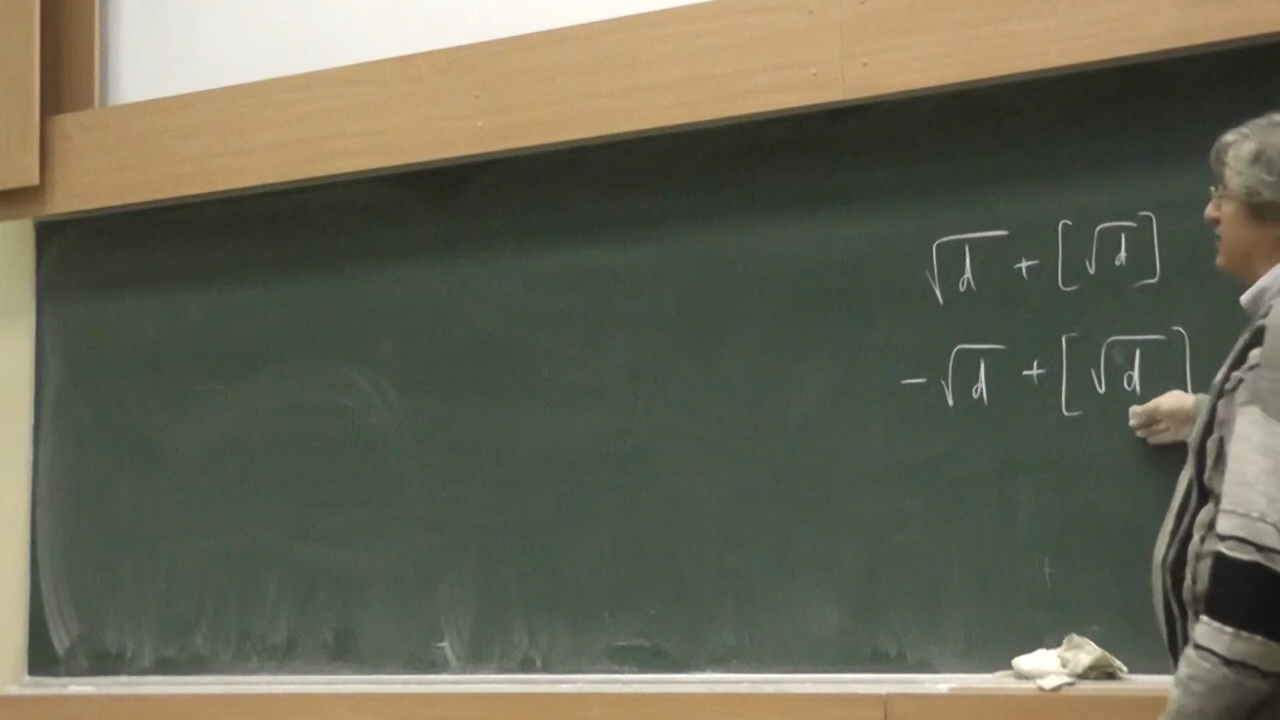 √d + [√d]
-√d + [√d]